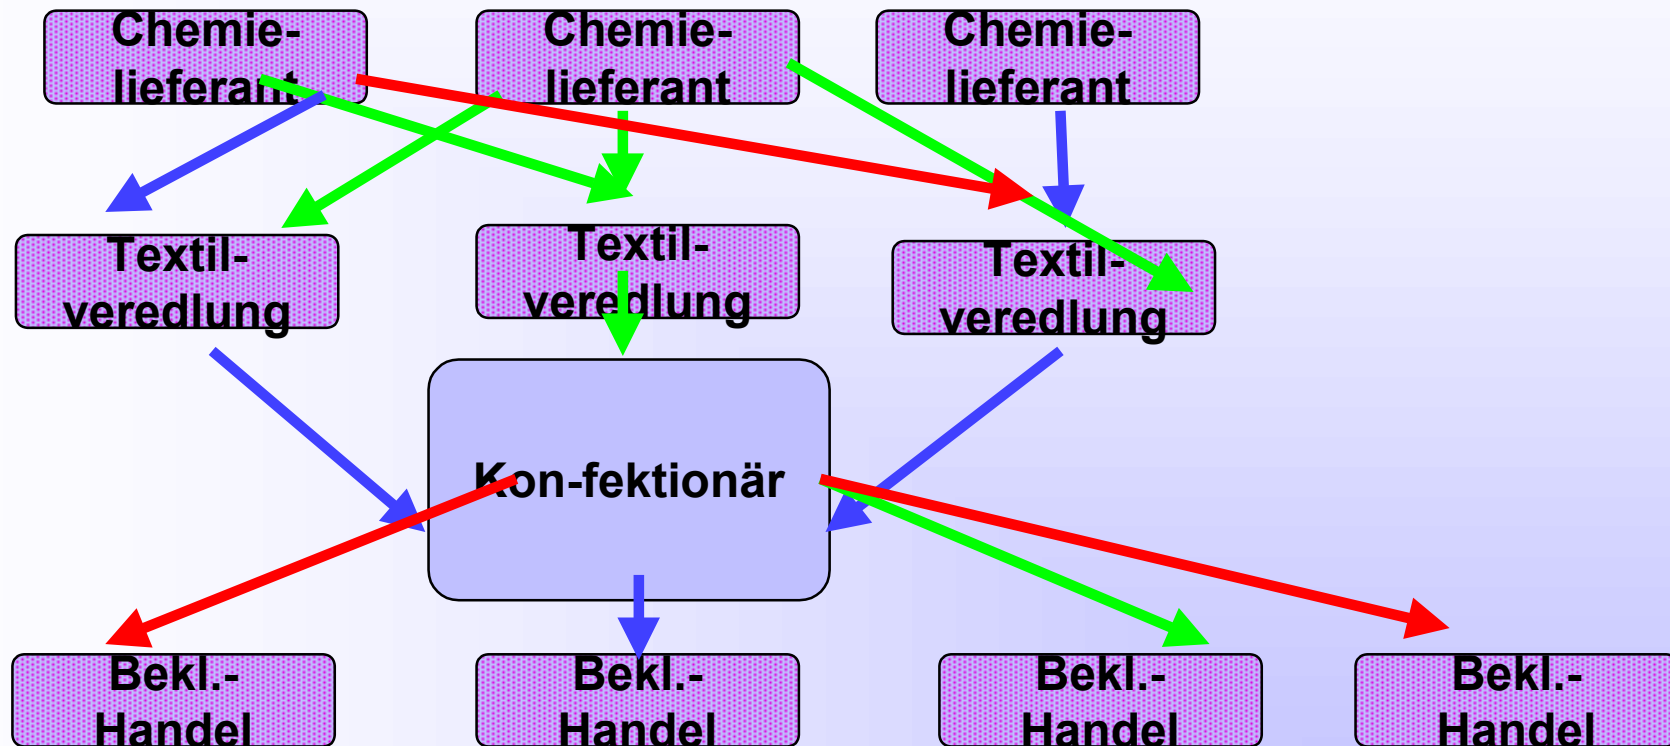 Chemie-
lieferant
Chemie-
lieferant
Chemie-
lieferant
Textil-
veredlung
Textil-
veredlung
Textil-
veredlung
Kon-fektionär
Bekl.-
Handel
Bekl.-
Handel
Bekl.-
Handel
Bekl.-
Handel